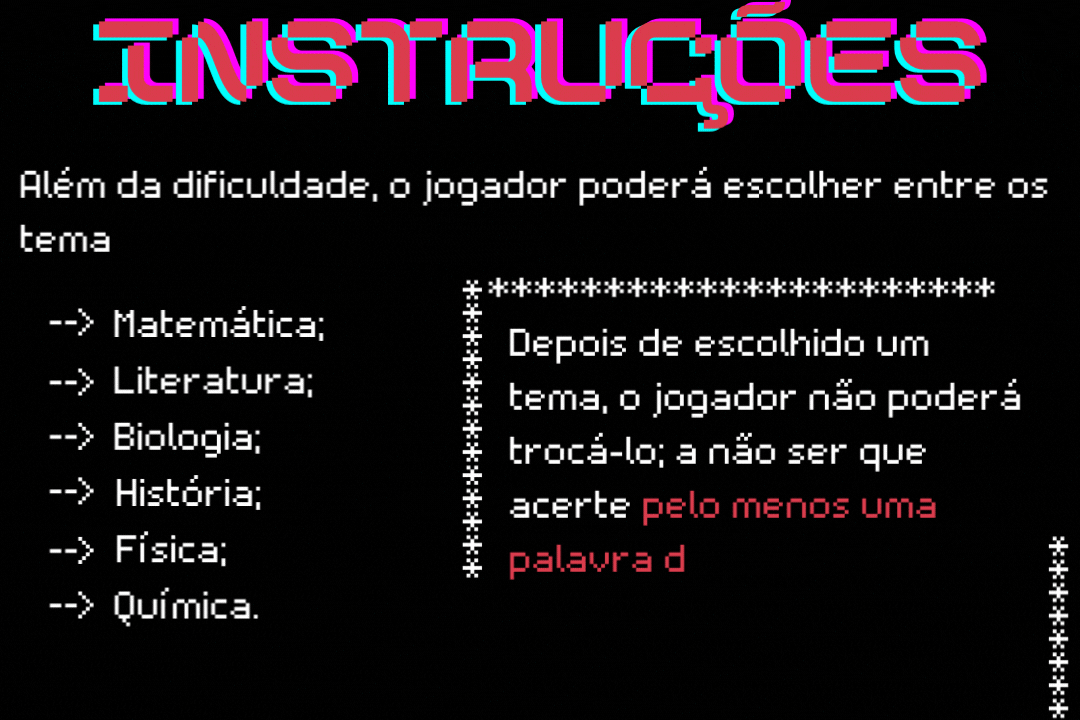 INSTRUÇÕES
Além da dificuldade, o jogador poderá escolher entre os
tema
--> Matemática;
--> Literatura;
--> Biologia;
--> História;
--> Física;
--> Química.
***********************
Depois de escolhido um
tema, o jogador não poderá
trocá-lo; a não ser que
acerte pelo menos uma
palavra d